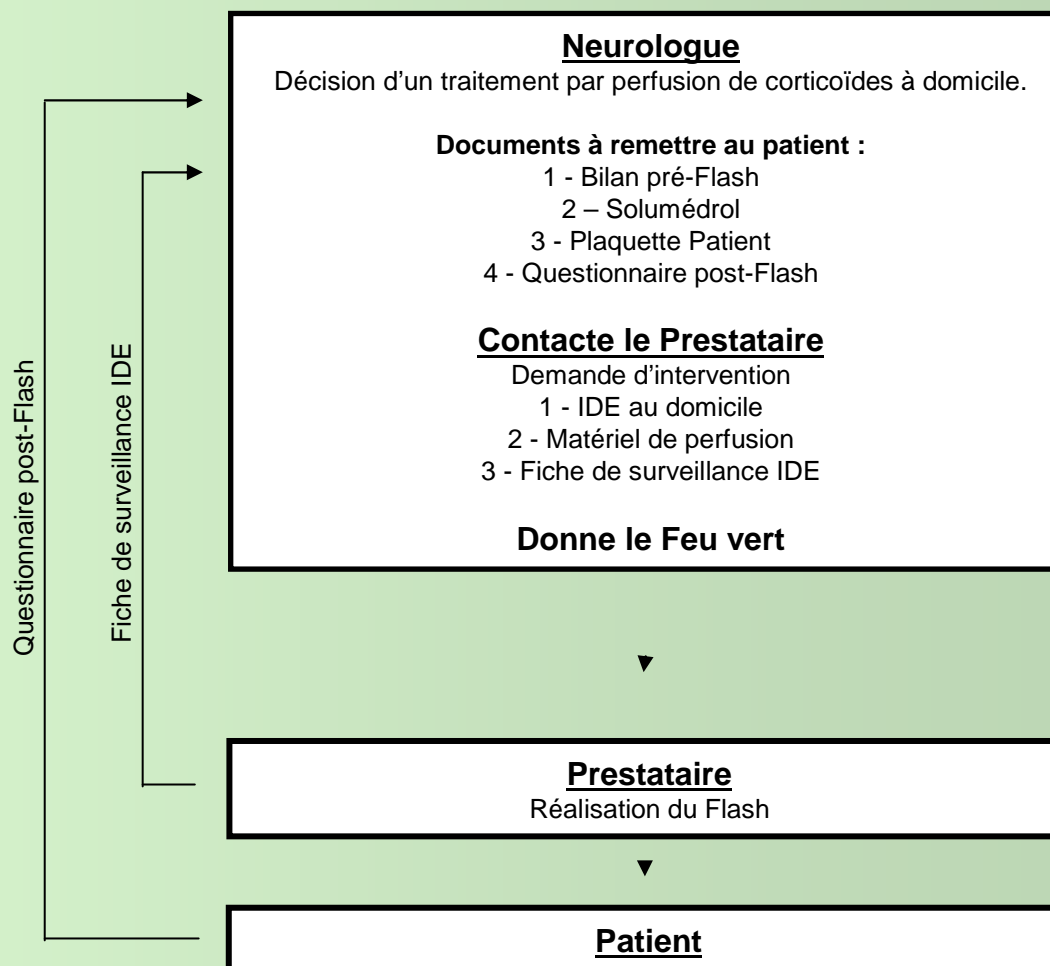 Neurologue
Décision d'un traitement par perfusion de corticoïdes à domicile.
Documents à remettre au patient :
1 - Bilan pré-Flash
2 – Solumédrol
3 - Plaquette Patient
4 - Questionnaire post-Flash
Contacte le Prestataire
Demande d'intervention
1 - IDE au domicile
2 - Matériel de perfusion
3 - Fiche de surveillance IDE
Donne le Feu vert
Questionnaire post-Flash
Fiche de surveillance IDE
Prestataire
Réalisation du Flash
Patient